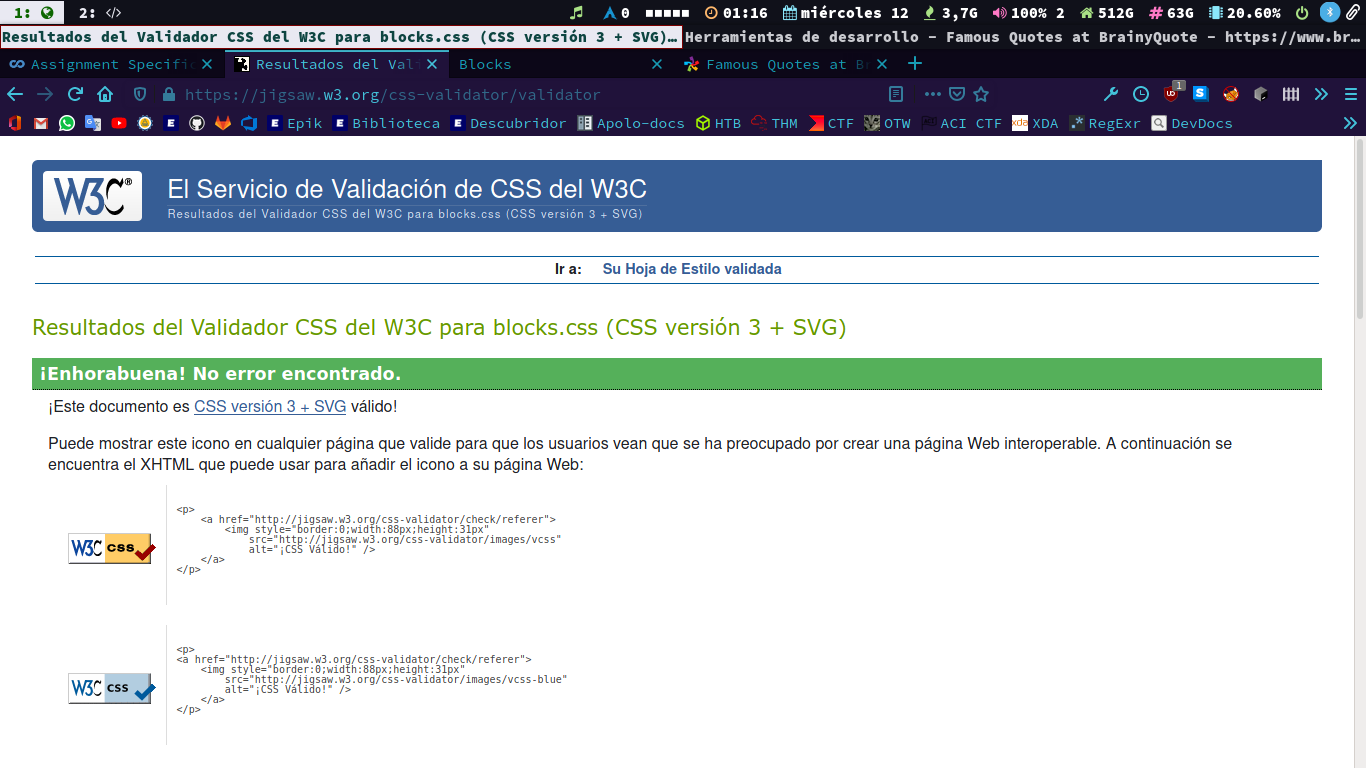 1: 2: 0 01:16 miércoles 12 3,7G 100% 2 512G 63G 20.60%
Resultados del Validador CSS del W3C para blocks.css (CSS versión 3 + SVG)… Herramientas de desarrollo – Famous Quotes at BrainyQuote – https://www.br…
Assignment Specific Resultados del Vali Blocks Famous Quotes at Br
https://jigsaw.w3.org/css-validator/validator 1
Epik Biblioteca Descubridor Apolo-docs HTB THM CTF OTW ACI CTF XDA RegExr DevDocs
W3C® El Servicio de Validación de CSS del W3C
Resultados del Validador CSS del W3C para blocks.css (CSS versión 3 + SVG)
Ir a: Su Hoja de Estilo validada
Resultados del Validador CSS del W3C para blocks.css (CSS versión 3 + SVG)
¡Enhorabuena! No error encontrado.
¡Este documento es CSS versión 3 + SVG válido!
Puede mostrar este icono en cualquier página que valide para que los usuarios vean que se ha preocupado por crear una página Web interoperable. A continuación se
encuentra el XHTML que puede usar para añadir el icono a su página Web:
<p>
<a href="http://jigsaw.w3.org/css-validator/check/referer">
<img style="border:0;width:88px;height:31px"
W3C css src="http://jigsaw.w3.org/css-validator/images/vcss"
alt="¡CSS Válido!" />
</a>
</p>
<p>
<a href="http://jigsaw.w3.org/css-validator/check/referer">
<img style="border:0;width:88px;height:31px"
W3C css src="http://jigsaw.w3.org/css-validator/images/vcss-blue"
alt="¡CSS Válido!" />
</a>
</p>